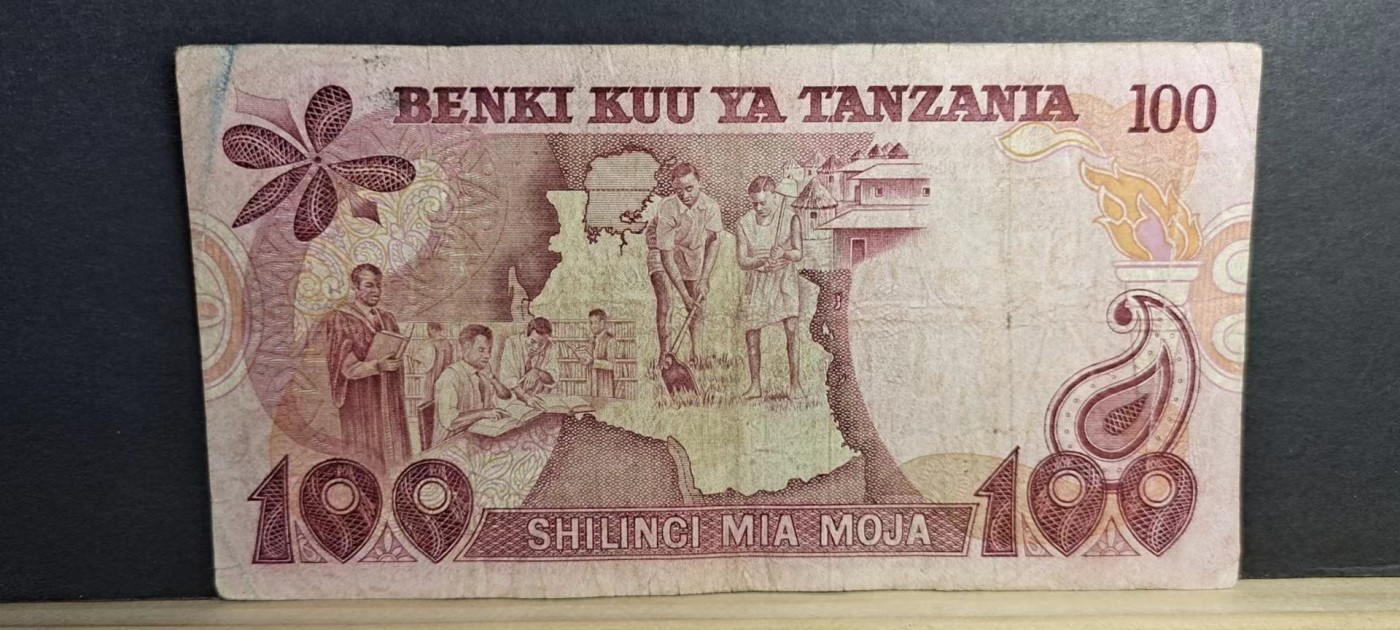 BENKI KUU YA TANZANIA 100
SHILINGI MIA MOJA
100 100